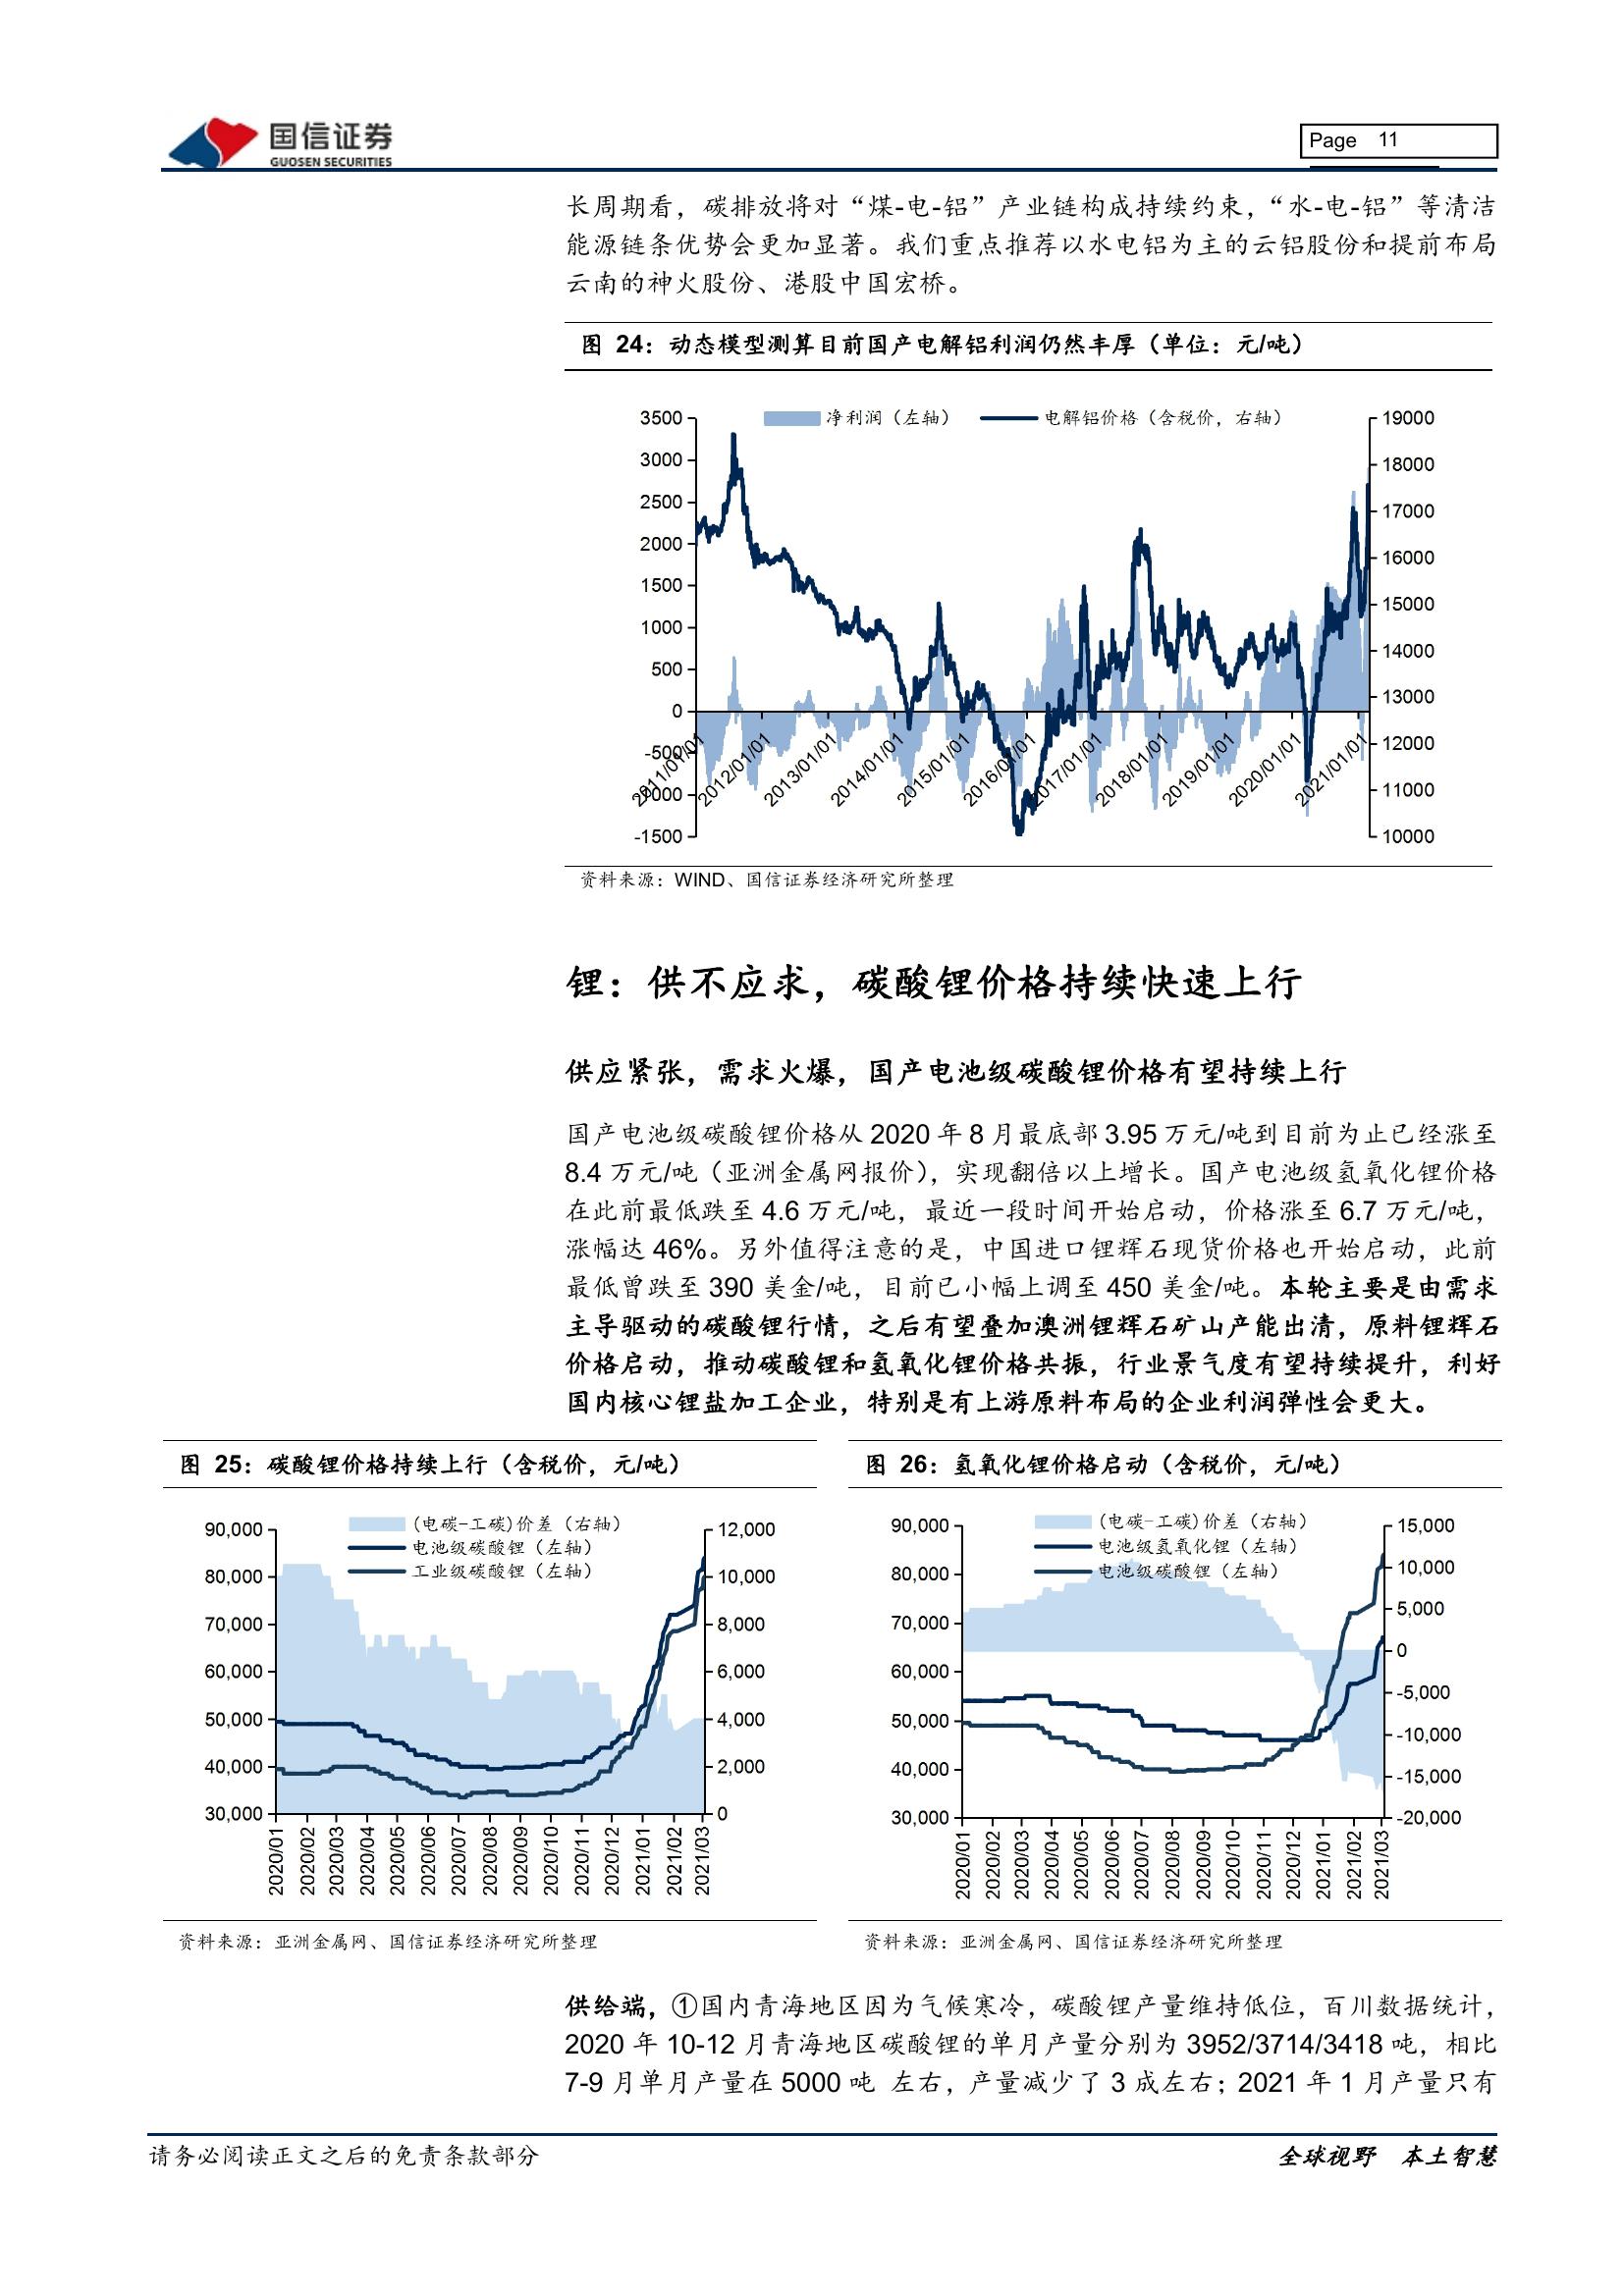 国信证券
GUOSEN SECURITIES
Page 11
长周期看，碳排放将对“煤-电-铝”产业链构成持续约束，“水-电-铝”等清洁
能源链条优势会更加显著。我们重点推荐以水电铝为主的云铝股份和提前布局
云南的神火股份、港股中国宏桥。
图 24：动态模型测算目前国产电解铝利润仍然丰厚（单位：元/吨）
净利润（左轴）
电解铝价格（含税价，右轴）
3500
3000
2500
2000
1500
1000
500
0
-500
-1000
-1500
19000
18000
17000
16000
15000
14000
13000
12000
11000
10000
2011/01/01
2012/01/01
2013/01/01
2014/01/01
2015/01/01
2016/01/01
2017/01/01
2018/01/01
2019/01/01
2020/01/01
2021/01/01
资料来源：WIND、国信证券经济研究所整理
锂：供不应求，碳酸锂价格持续快速上行
供应紧张，需求火爆，国产电池级碳酸锂价格有望持续上行
国产电池级碳酸锂价格从 2020 年 8 月最底部 3.95 万元/吨到目前为止已经涨至
8.4 万元/吨（亚洲金属网报价），实现翻倍以上增长。国产电池级氢氧化锂价格
在此前最低跌至 4.6 万元/吨，最近一段时间开始启动，价格涨至 6.7 万元/吨，
涨幅达 46%。另外值得注意的是，中国进口锂辉石现货价格也开始启动，此前
最低曾跌至 390 美金/吨，目前已小幅上调至 450 美金/吨。本轮主要是由需求
主导驱动的碳酸锂行情，之后有望叠加澳洲锂辉石矿山产能出清，原料锂辉石
价格启动，推动碳酸锂和氢氧化锂价格共振，行业景气度有望持续提升，利好
国内核心锂盐加工企业，特别是有上游原料布局的企业利润弹性会更大。
图 25：碳酸锂价格持续上行（含税价，元/吨）
(电碳-工碳)价差（右轴）
电池级碳酸锂（左轴）
工业级碳酸锂（左轴）
90,000
80,000
70,000
60,000
50,000
40,000
30,000
12,000
10,000
8,000
6,000
4,000
2,000
0
2020/01
2020/02
2020/03
2020/04
2020/05
2020/06
2020/07
2020/08
2020/09
2020/10
2020/11
2020/12
2021/01
2021/02
2021/03
资料来源：亚洲金属网、国信证券经济研究所整理
图 26：氢氧化锂价格启动（含税价，元/吨）
(电碳-工碳)价差（右轴）
电池级氢氧化锂（左轴）
电池级碳酸锂（左轴）
90,000
80,000
70,000
60,000
50,000
40,000
30,000
15,000
10,000
5,000
0
-5,000
-10,000
-15,000
-20,000
2020/01
2020/02
2020/03
2020/04
2020/05
2020/06
2020/07
2020/08
2020/09
2020/10
2020/11
2020/12
2021/01
2021/02
2021/03
资料来源：亚洲金属网、国信证券经济研究所整理
供给端，①国内青海地区因为气候寒冷，碳酸锂产量维持低位，百川数据统计，
2020 年 10-12 月青海地区碳酸锂的单月产量分别为 3952/3714/3418 吨，相比
7-9 月单月产量在 5000 吨 左右，产量减少了 3 成左右；2021 年 1 月产量只有
请务必阅读正文之后的免责条款部分
全球视野 本土智慧